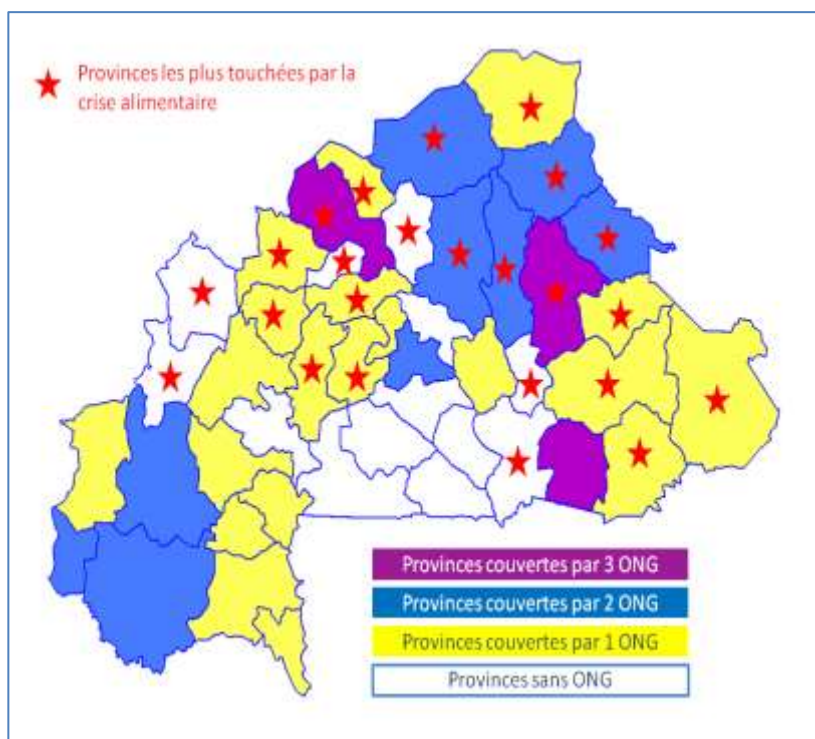 Provinces les plus touchées par la
crise alimentaire
Provinces couvertes par 3 ONG
Provinces couvertes par 2 ONG
Provinces couvertes par 1 ONG
Provinces sans ONG